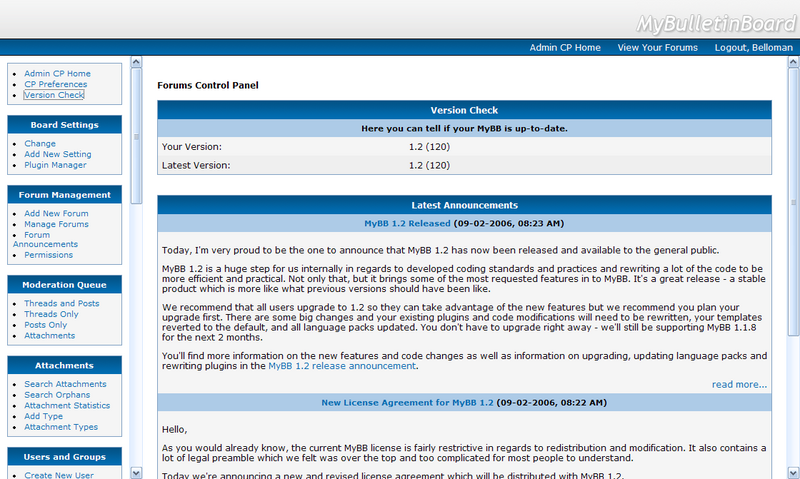 MyBulletinBoard
Admin CP Home View Your Forums Logout, Belloman
Admin CP Home
CP Preferences
Version Check
Board Settings
Change
Add New Setting
Plugin Manager
Forum Management
Add New Forum
Manage Forums
Forum
Announcements
Permissions
Moderation Queue
Threads and Posts
Threads Only
Posts Only
Attachments
Attachments
Search Attachments
Search Orphans
Attachment Statistics
Add Type
Attachment Types
Users and Groups
Create New User
Forums Control Panel
Version Check
Here you can tell if your MyBB is up-to-date.
Your Version: 1.2 (120)
Latest Version: 1.2 (120)
Latest Announcements
MyBB 1.2 Released (09-02-2006, 08:23 AM)
Today, I'm very proud to be the one to announce that MyBB 1.2 has now been released and available to the general public.
MyBB 1.2 is a huge step for us internally in regards to developed coding standards and practices and rewriting a lot of the code to be
more efficient and practical. Not only that, but it brings some of the most requested features in to MyBB. It's a great release - a stable
product which is more like what previous versions should have been like.
We recommend that all users upgrade to 1.2 so they can take advantage of the new features but we recommend you plan your
upgrade first. There are some big changes and your existing plugins and code modifications will need to be rewritten, your templates
reverted to the default, and all language packs updated. You don't have to upgrade right away - we'll still be supporting MyBB 1.1.8
for the next 2 months.
You'll find more information on the new features and code changes as well as information on upgrading, updating language packs and
rewriting plugins in the MyBB 1.2 release announcement.
read more...
New License Agreement for MyBB 1.2 (09-02-2006, 08:22 AM)
Hello,
As you would already know, the current MyBB license is fairly restrictive in regards to redistribution and modification. It also contains a
lot of legal preamble which we felt was over the top and too complicated for most people to understand.
Today we're announcing a new and revised license agreement which will be distributed with MyBB 1.2.